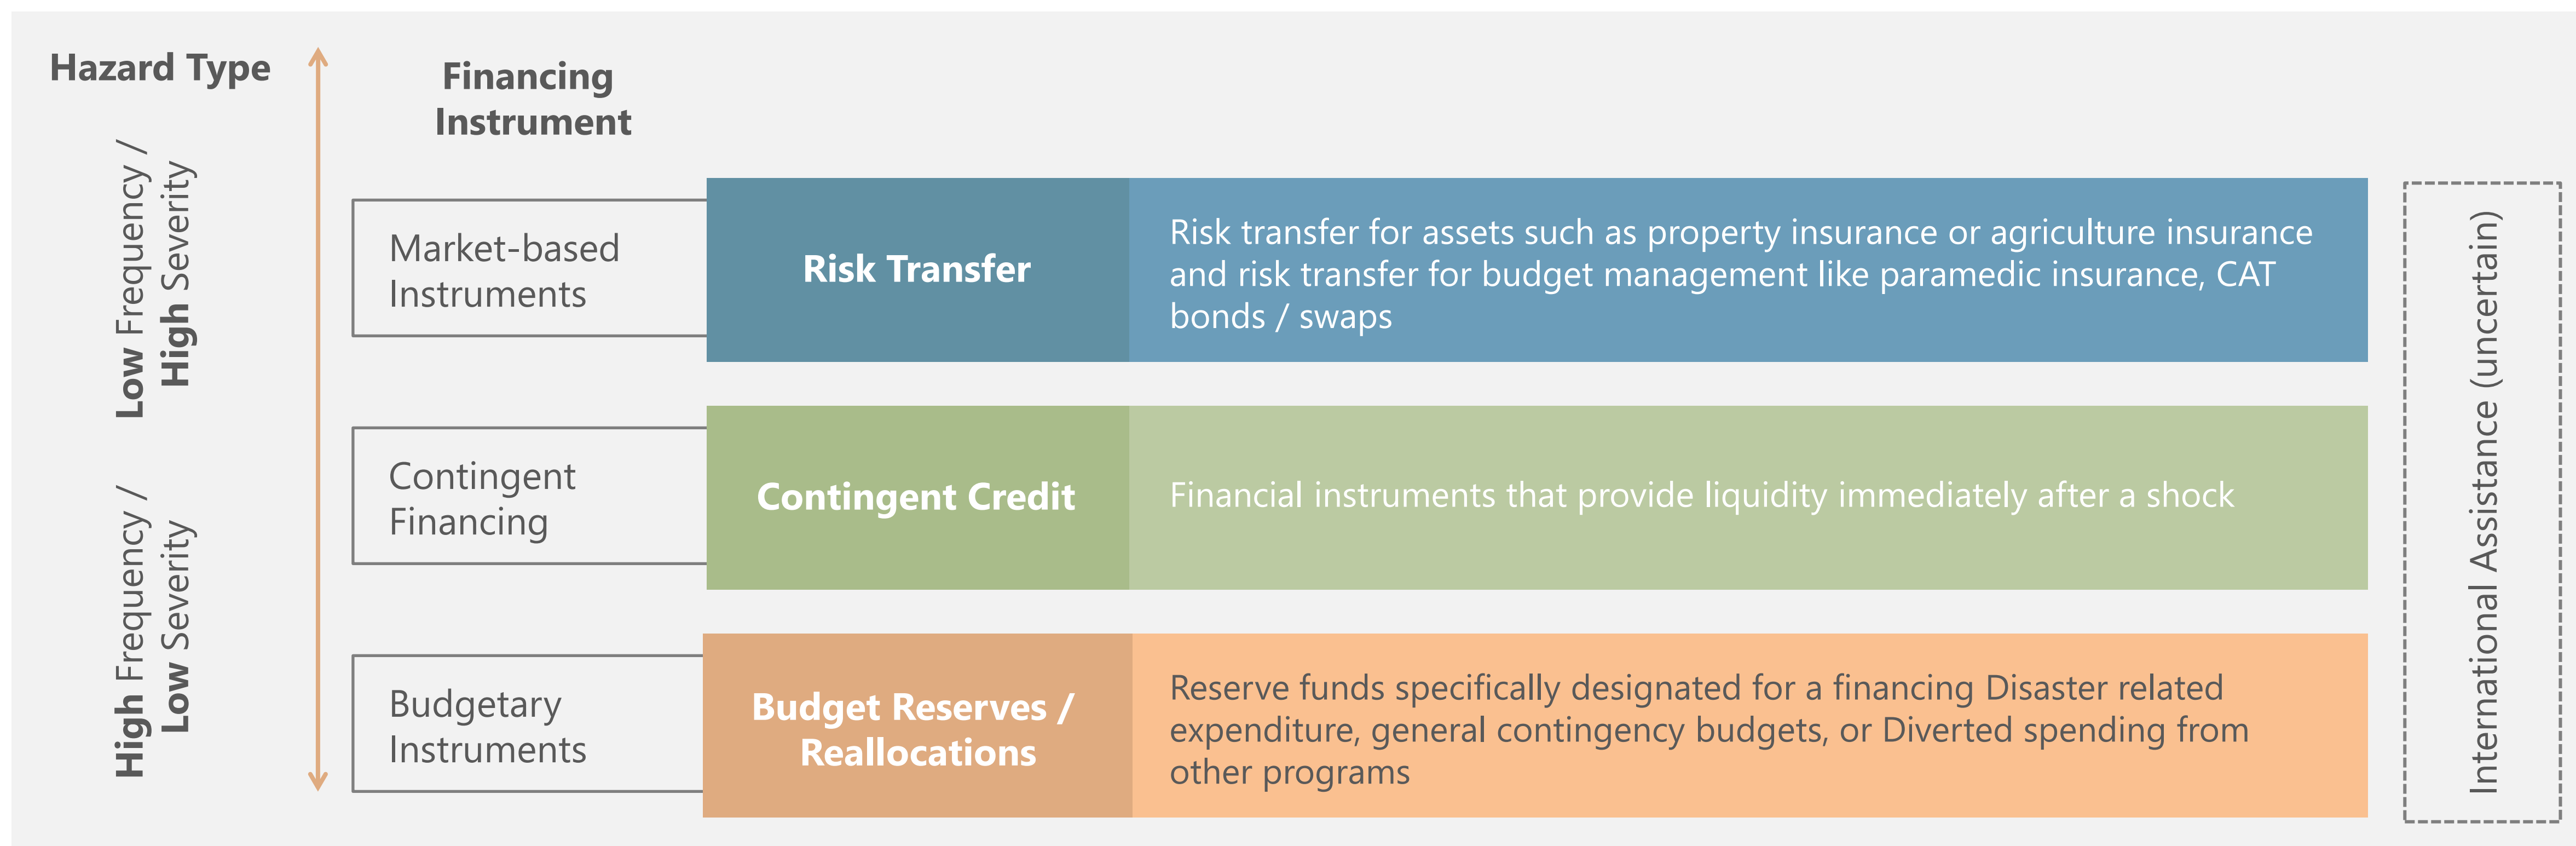 Hazard Type
Financing
Instrument
Low Frequency /
High Severity
Market-based
Instruments
Risk Transfer
Risk transfer for assets such as property insurance or agriculture insurance
and risk transfer for budget management like paramedic insurance, CAT
bonds / swaps
Contingent
Financing
Contingent Credit
Financial instruments that provide liquidity immediately after a shock
High Frequency /
Low Severity
Budgetary
Instruments
Budget Reserves /
Reallocations
Reserve funds specifically designated for a financing Disaster related
expenditure, general contingency budgets, or Diverted spending from
other programs
International Assistance (uncertain)